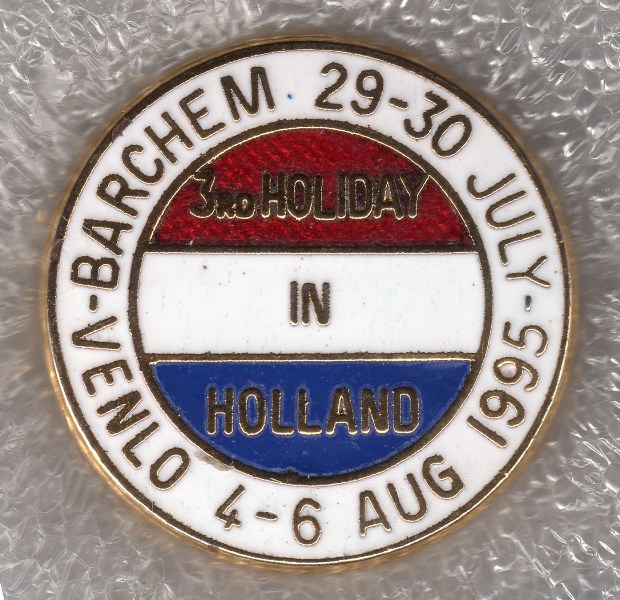 -BARCHEM 29-30 JULY-
VENLO 4-6 AUG 1995
3RD HOLIDAY
IN
HOLLAND